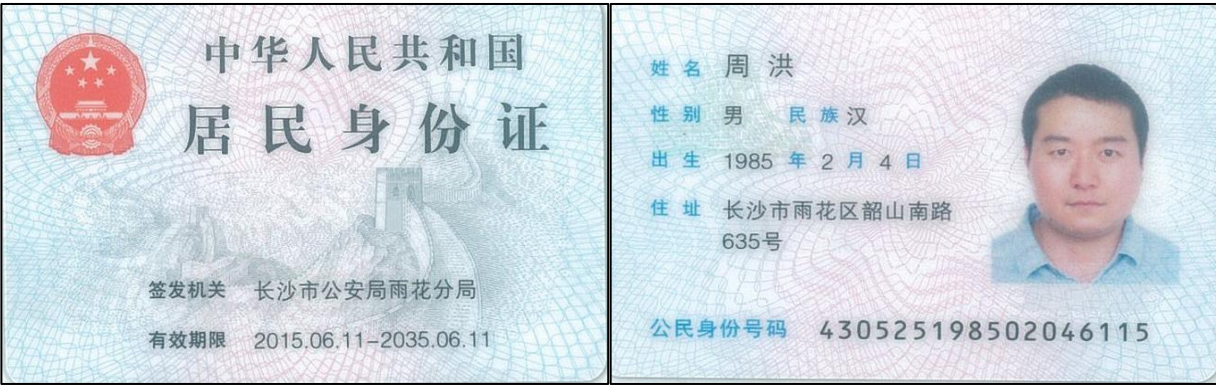 中华人民共和国
居民身份证
签发机关 长沙市公安局雨花分局
有效期限 2015.06.11-2035.06.11
姓名 周洪
性别 男 民族 汉
出生 1985 年 2 月 4 日
住址 长沙市雨花区韶山南路
635号
公民身份号码 430525198502046115